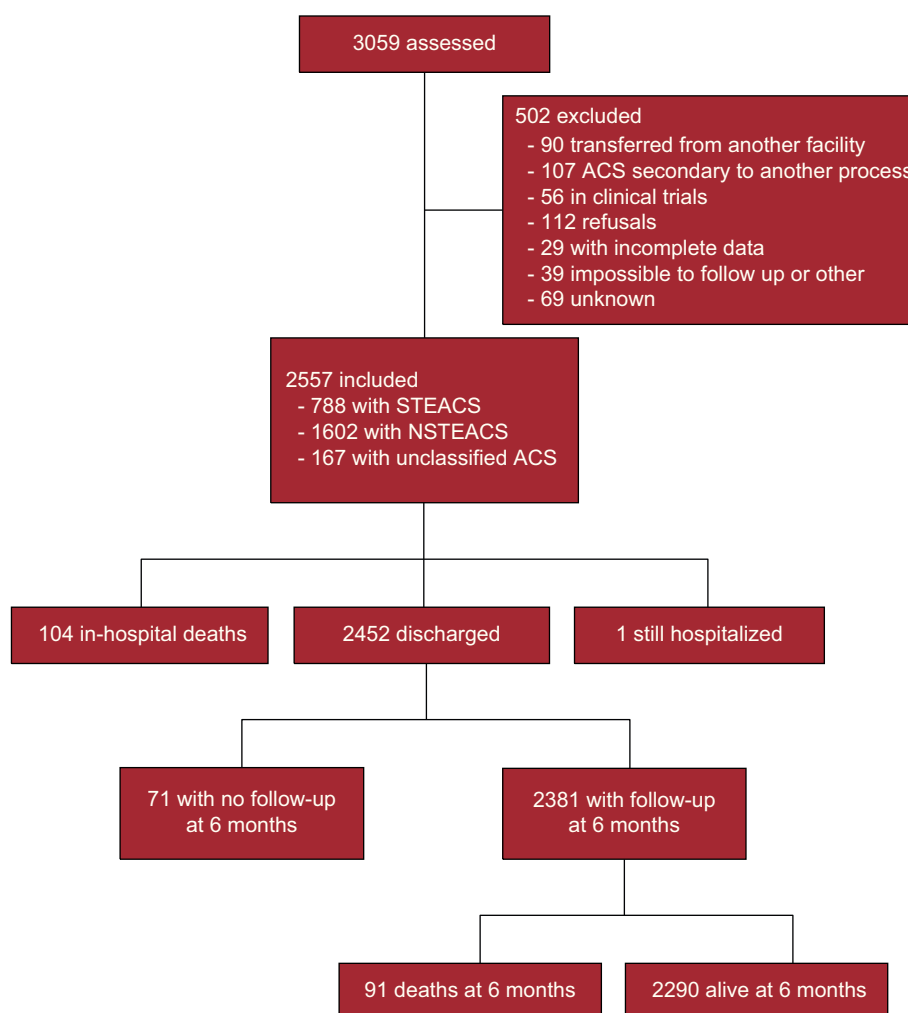 3059 assessed
502 excluded
- 90 transferred from another facility
- 107 ACS secondary to another process
- 56 in clinical trials
- 112 refusals
- 29 with incomplete data
- 39 impossible to follow up or other
- 69 unknown
2557 included
- 788 with STEACS
- 1602 with NSTEACS
- 167 with unclassified ACS
104 in-hospital deaths
2452 discharged
1 still hospitalized
71 with no follow-up
at 6 months
2381 with follow-up
at 6 months
91 deaths at 6 months
2290 alive at 6 months